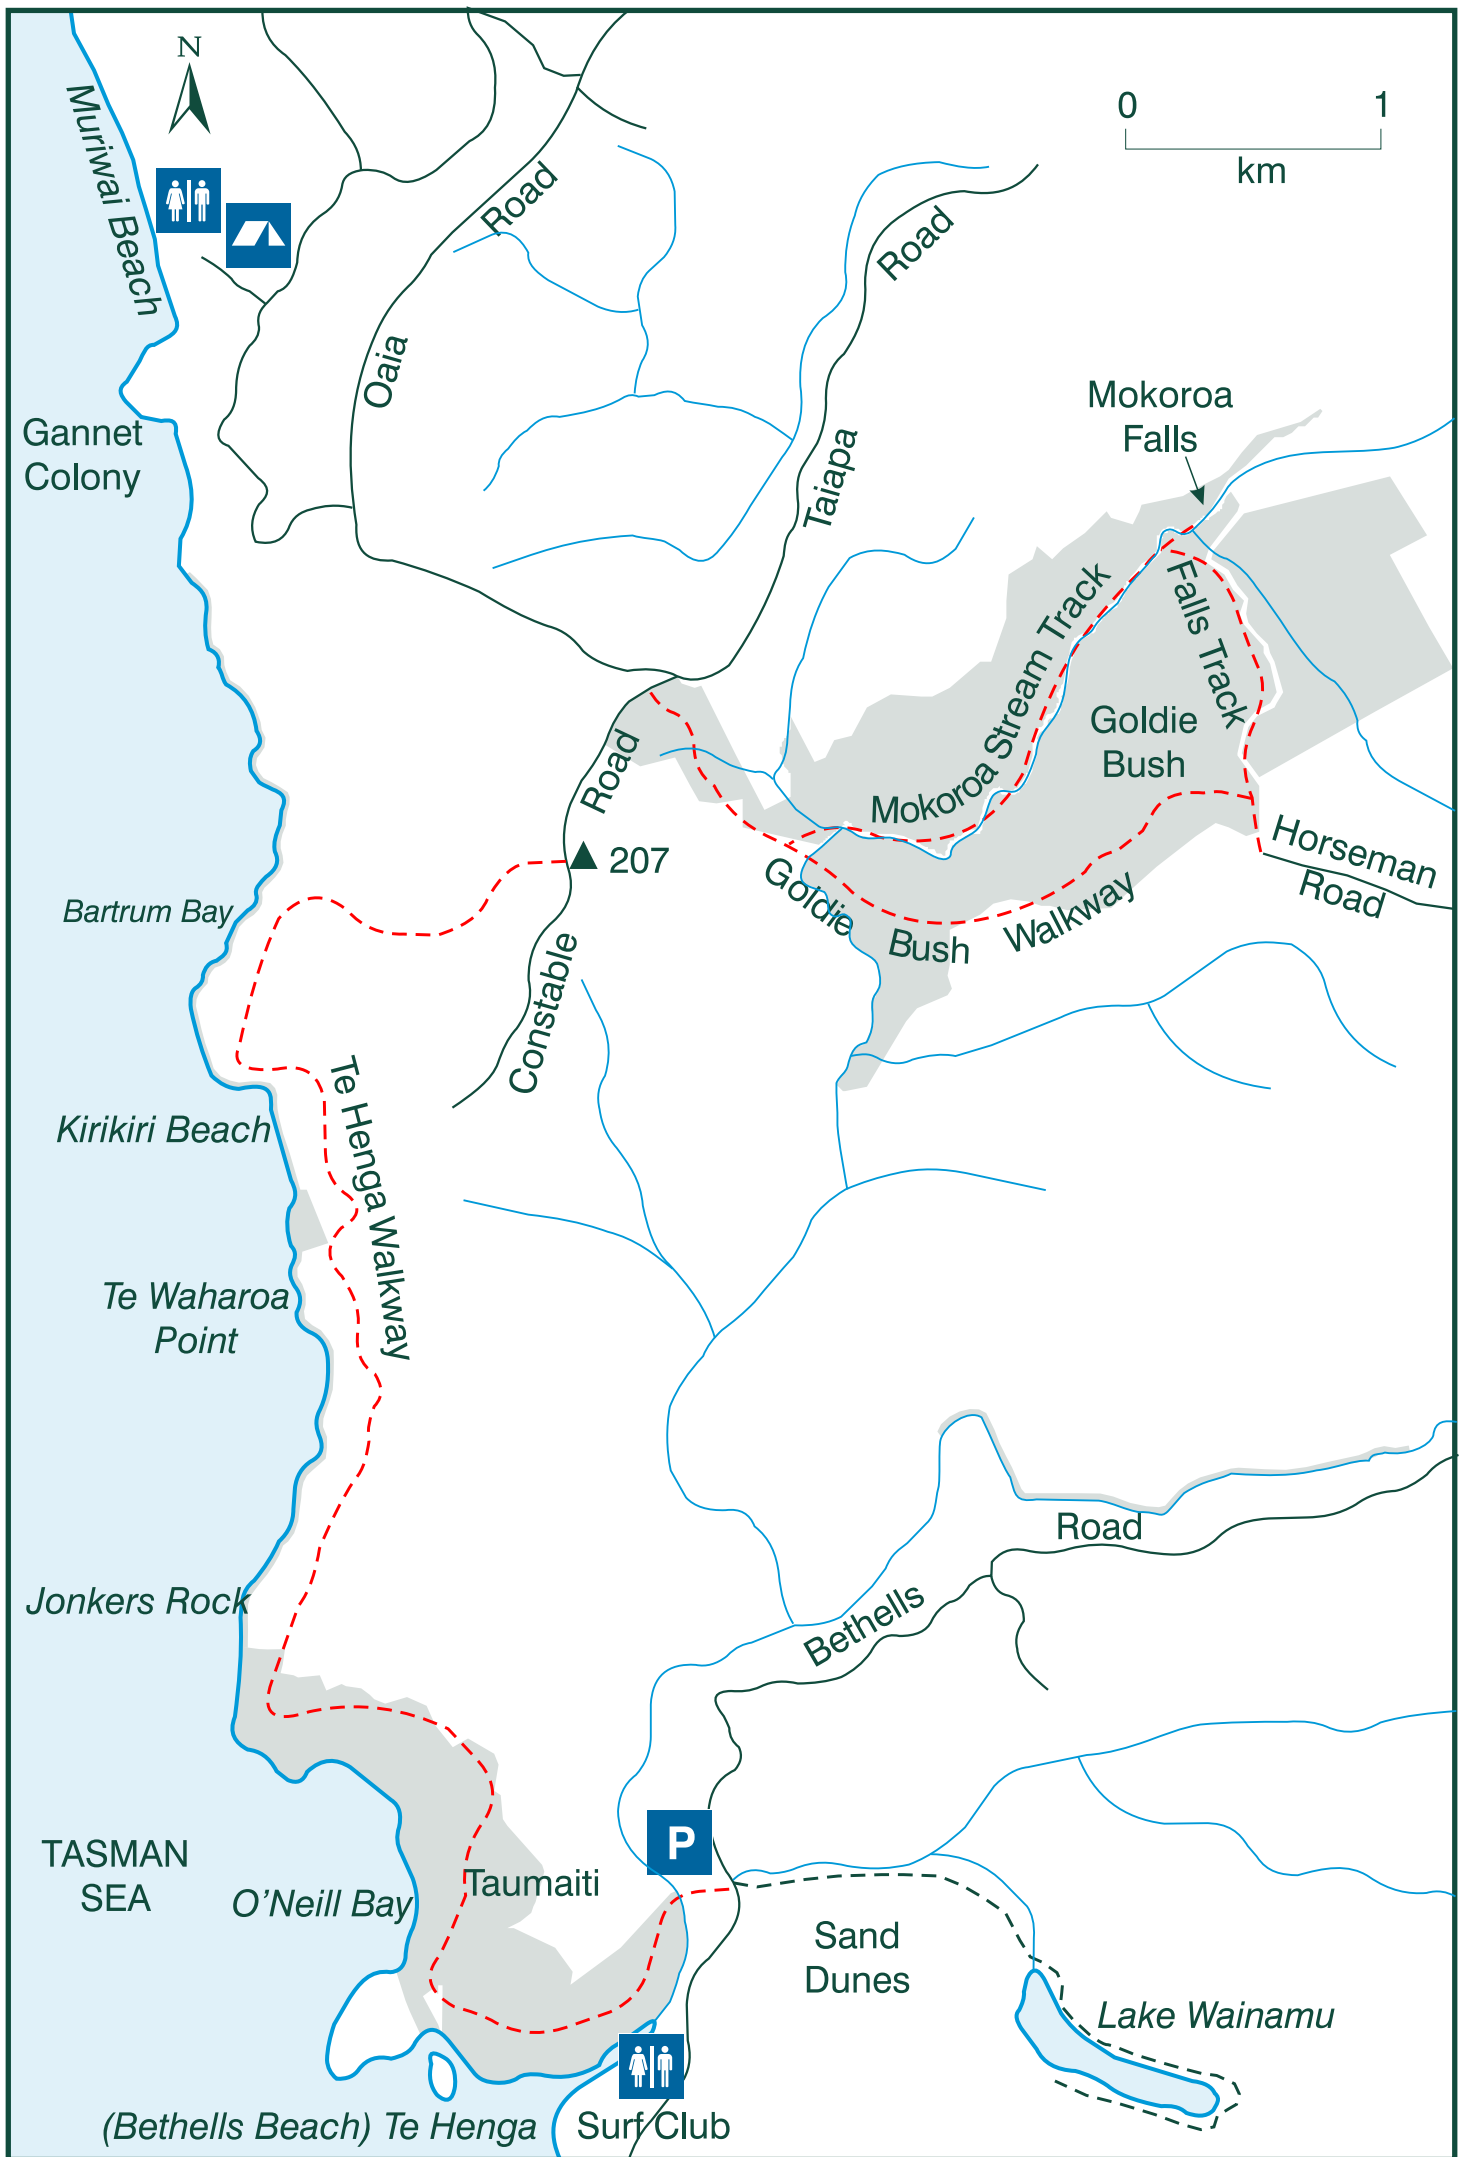 N
0 1
km
Muriwai Beach
Road
Road
Oaia
Mokoroa
Falls
Gannet
Colony
Taiapa
Falls Track
Mokoroa Stream Track
Goldie
Bush
Road
207
Horseman
Road
Goldie
Bush
Walkway
Bartrum Bay
Constable
Te Henga Walkway
Kirikiri Beach
Te Waharoa
Point
Road
Bethells
Jonkers Rock
P
TASMAN
SEA
O'Neill Bay
Taumaiti
Sand
Dunes
Lake Wainamu
(Bethells Beach) Te Henga
Surf Club